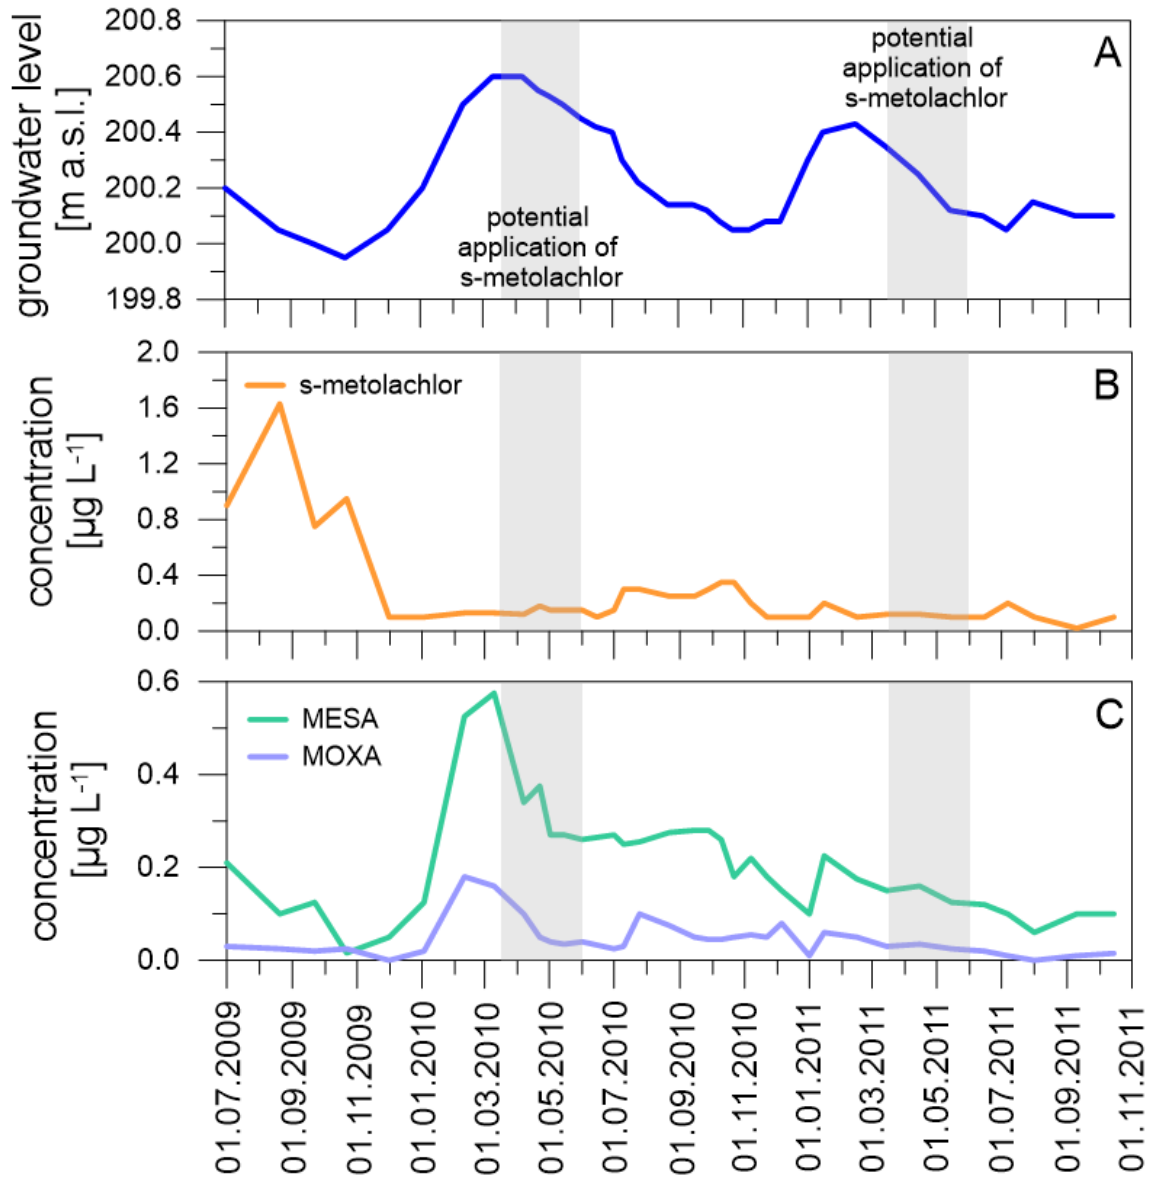 groundwater level
[m a.s.l.]
200.8
200.6
200.4
200.2
200.0
199.8
A
potential
application of
s-metolachlor
potential
application of
s-metolachlor
concentration
[µg L⁻¹]
2.0
1.6
1.2
0.8
0.4
0.0
s-metolachlor
B
concentration
[µg L⁻¹]
0.6
0.4
0.2
0.0
MESA
MOXA
C
01.07.2009
01.09.2009
01.11.2009
01.01.2010
01.03.2010
01.05.2010
01.07.2010
01.09.2010
01.11.2010
01.01.2011
01.03.2011
01.05.2011
01.07.2011
01.09.2011
01.11.2011